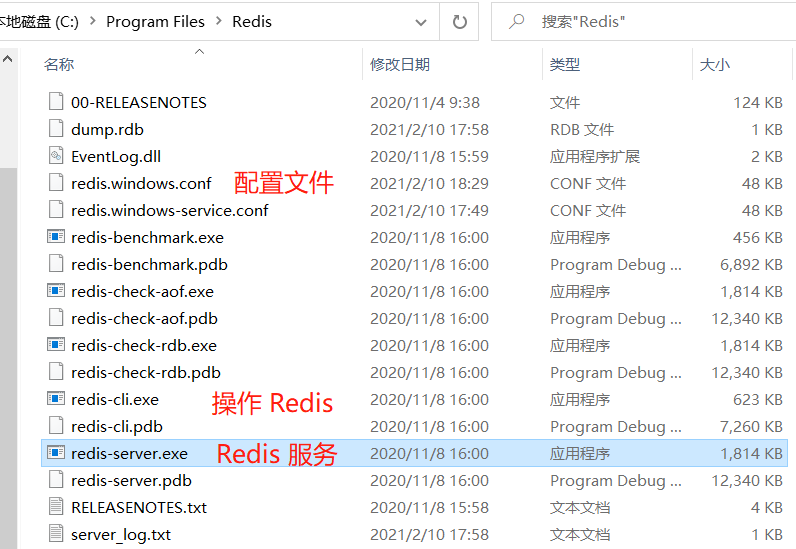 本地磁盘 (C:) > Program Files > Redis 搜索"Redis"
名称 修改日期 类型 大小
00-RELEASENOTES 2020/11/4 9:38 文件 124 KB
dump.rdb 2021/2/10 17:58 RDB 文件 1 KB
EventLog.dll 2020/11/8 15:59 应用程序扩展 2 KB
redis.windows.conf 配置文件 2021/2/10 18:29 CONF 文件 48 KB
redis.windows-service.conf 2021/2/10 17:49 CONF 文件 48 KB
redis-benchmark.exe 2020/11/8 16:00 应用程序 456 KB
redis-benchmark.pdb 2020/11/8 16:00 Program Debug ... 6,892 KB
redis-check-aof.exe 2020/11/8 16:00 应用程序 1,814 KB
redis-check-aof.pdb 2020/11/8 16:00 Program Debug ... 12,340 KB
redis-check-rdb.exe 2020/11/8 16:00 应用程序 1,814 KB
redis-check-rdb.pdb 2020/11/8 16:00 Program Debug ... 12,340 KB
redis-cli.exe 操作 Redis 2020/11/8 16:00 应用程序 623 KB
redis-cli.pdb 2020/11/8 16:00 Program Debug ... 7,260 KB
redis-server.exe Redis 服务 2020/11/8 16:00 应用程序 1,814 KB
redis-server.pdb 2020/11/8 16:00 Program Debug ... 12,340 KB
RELEASENOTES.txt 2020/11/8 15:58 文本文档 4 KB
server_log.txt 2021/2/10 17:58 文本文档 34 KB